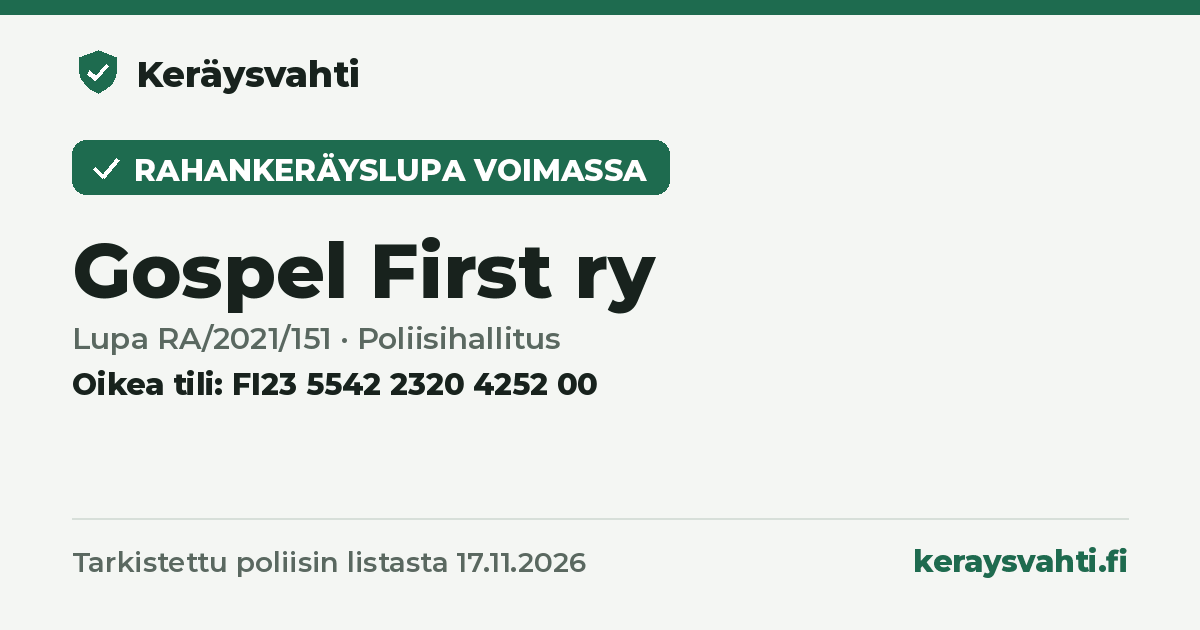 Keräysvahti
RAHANKERÄYSLUPA VOIMASSA
Gospel First ry
Lupa RA/2021/151 · Poliisihallitus
Oikea tili: FI23 5542 2320 4252 00
Tarkistettu poliisin listasta 17.11.2026
keraysvahti.fi